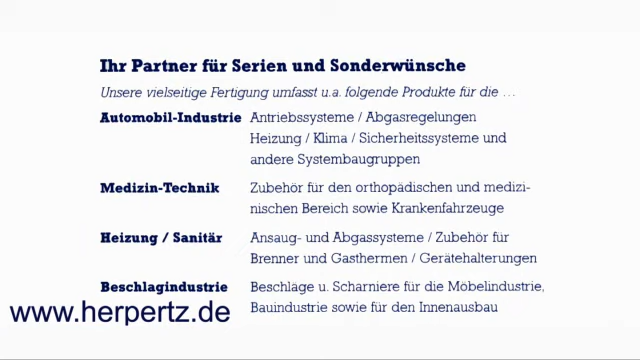 Ihr Partner für Serien und Sonderwünsche
Unsere vielseitige Fertigung umfasst u.a. folgende Produkte für die ...
Automobil-Industrie Antriebssysteme / Abgasregelungen
Heizung / Klima / Sicherheitssysteme und
andere Systembaugruppen
Medizin-Technik Zubehör für den orthopädischen und medizi-
nischen Bereich sowie Krankenfahrzeuge
Heizung / Sanitär Ansaug- und Abgassysteme / Zubehör für
Brenner und Gasthermen / Gerätehalterungen
Beschlagindustrie Beschläge u. Scharniere für die Möbelindustrie,
Bauindustrie sowie für den Innenausbau
www.herpertz.de